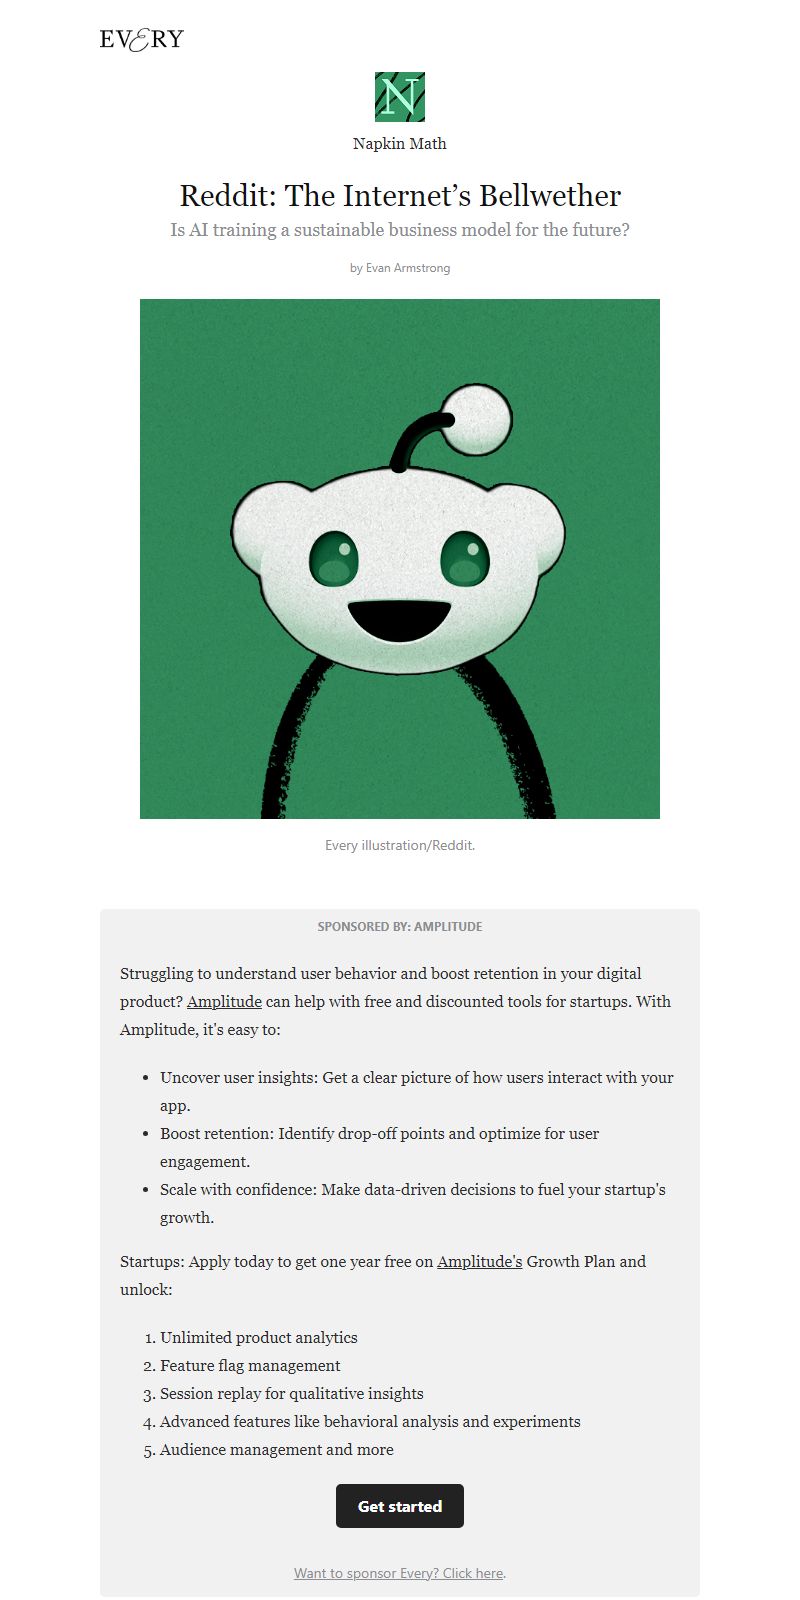 EVERY
N
Napkin Math
Reddit: The Internet’s Bellwether
Is AI training a sustainable business model for the future?
by Evan Armstrong
Every illustration/Reddit.
SPONSORED BY: AMPLITUDE
Struggling to understand user behavior and boost retention in your digital
product? Amplitude can help with free and discounted tools for startups. With
Amplitude, it's easy to:
• Uncover user insights: Get a clear picture of how users interact with your
app.
• Boost retention: Identify drop-off points and optimize for user
engagement.
• Scale with confidence: Make data-driven decisions to fuel your startup's
growth.
Startups: Apply today to get one year free on Amplitude's Growth Plan and
unlock:
1. Unlimited product analytics
2. Feature flag management
3. Session replay for qualitative insights
4. Advanced features like behavioral analysis and experiments
5. Audience management and more
Get started
Want to sponsor Every? Click here.